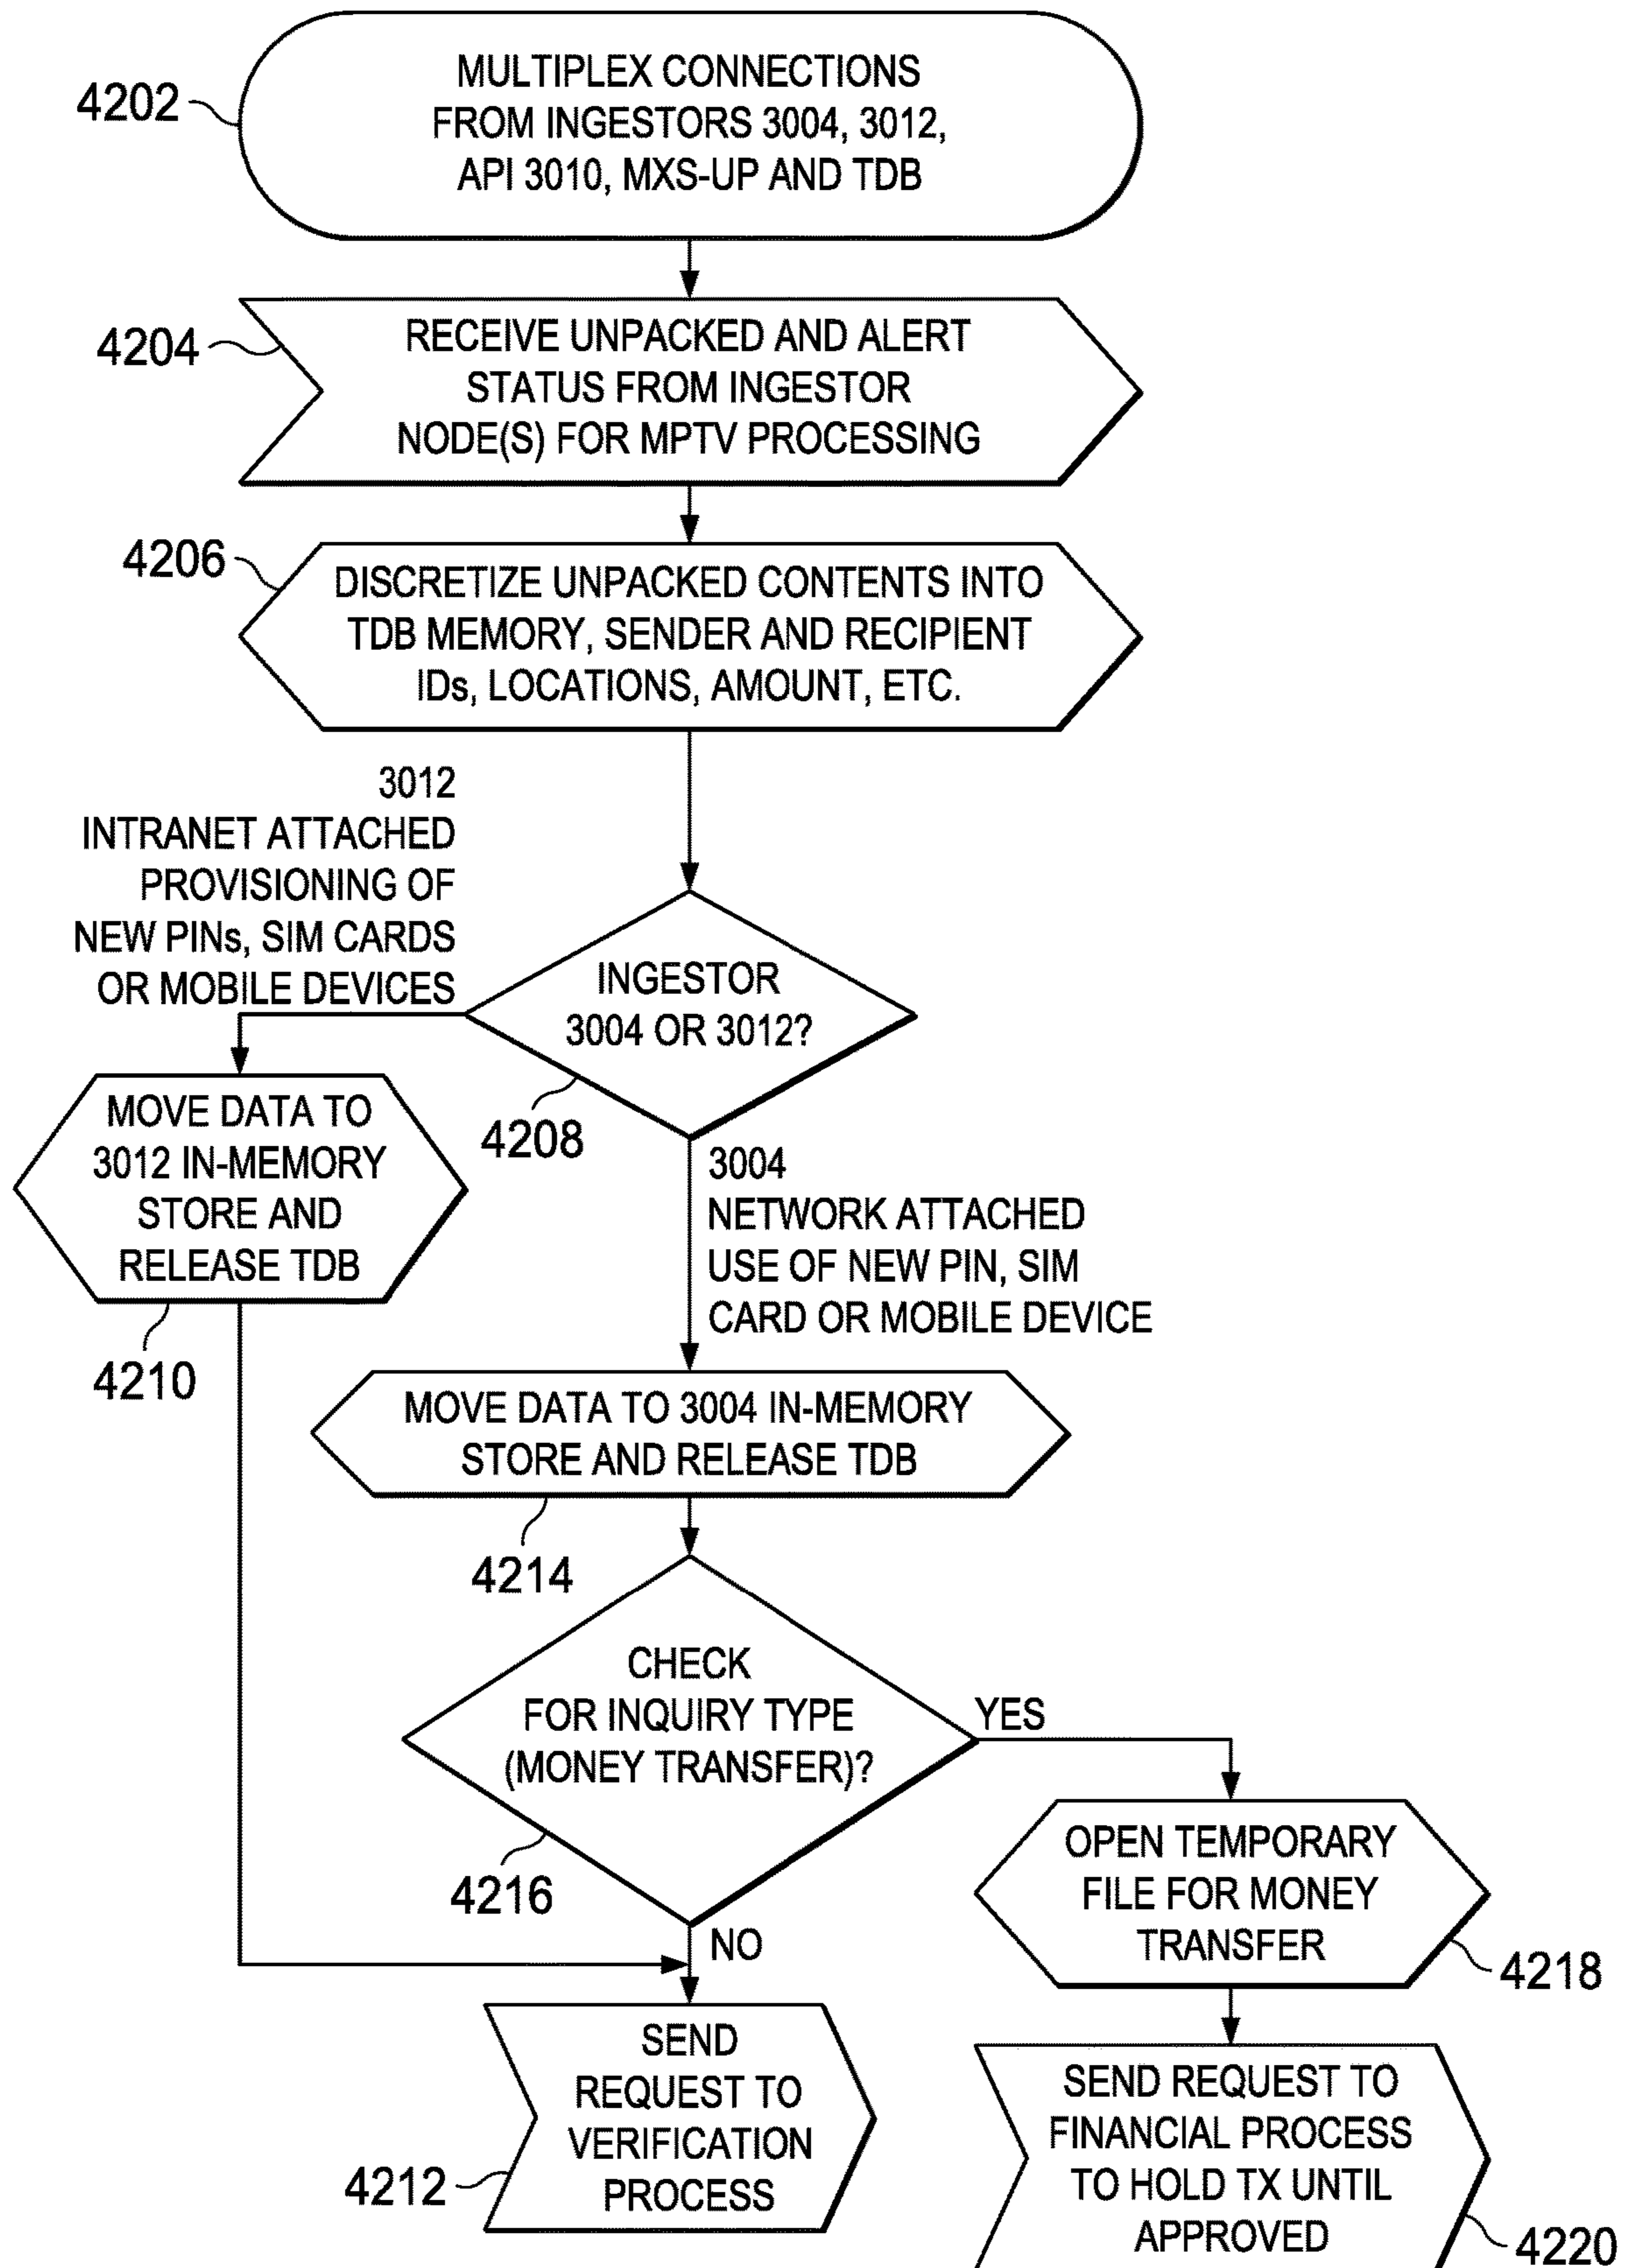 4202
MULTIPLEX CONNECTIONS
FROM INGESTORS 3004, 3012,
API 3010, MXS-UP AND TDB
4204
RECEIVE UNPACKED AND ALERT
STATUS FROM INGESTOR
NODE(S) FOR MPTV PROCESSING
4206
DISCRETIZE UNPACKED CONTENTS INTO
TDB MEMORY, SENDER AND RECIPIENT
IDs, LOCATIONS, AMOUNT, ETC.
3012
INTRANET ATTACHED
PROVISIONING OF
NEW PINs, SIM CARDS
OR MOBILE DEVICES
INGESTOR
3004 OR 3012?
4208
MOVE DATA TO
3012 IN-MEMORY
STORE AND
RELEASE TDB
4210
3004
NETWORK ATTACHED
USE OF NEW PIN, SIM
CARD OR MOBILE DEVICE
MOVE DATA TO 3004 IN-MEMORY
STORE AND RELEASE TDB
4214
CHECK
FOR INQUIRY TYPE
(MONEY TRANSFER)?
4216
YES
NO
OPEN TEMPORARY
FILE FOR MONEY
TRANSFER
4218
SEND
REQUEST TO
VERIFICATION
PROCESS
4212
SEND REQUEST TO
FINANCIAL PROCESS
TO HOLD TX UNTIL
APPROVED
4220